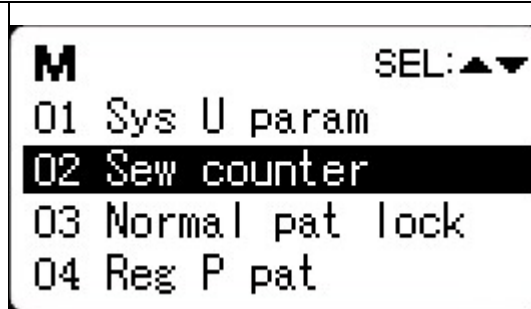 M SEL:▲▼
01 Sys U param
02 Sew counter
03 Normal pat lock
04 Reg P pat